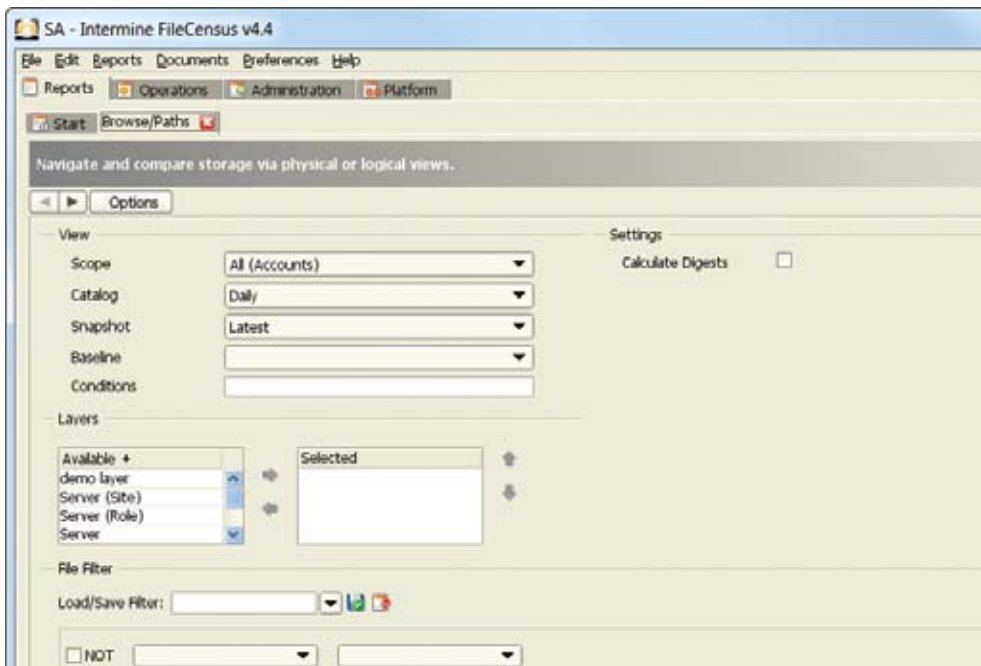 SA - Intermine FileCensus v4.4
File Edit Reports Documents Preferences Help
Reports Operations Administration Platform
Start Browse/Paths
Navigate and compare storage via physical or logical views.
Options
View
Settings
Scope All (Accounts)
Calculate Digests
Catalog Daily
Snapshot Latest
Baseline
Conditions
Layers
Available +
Selected
demo layer
Server (Site)
Server (Role)
Server
File Filter
Load/Save Filter:
NOT